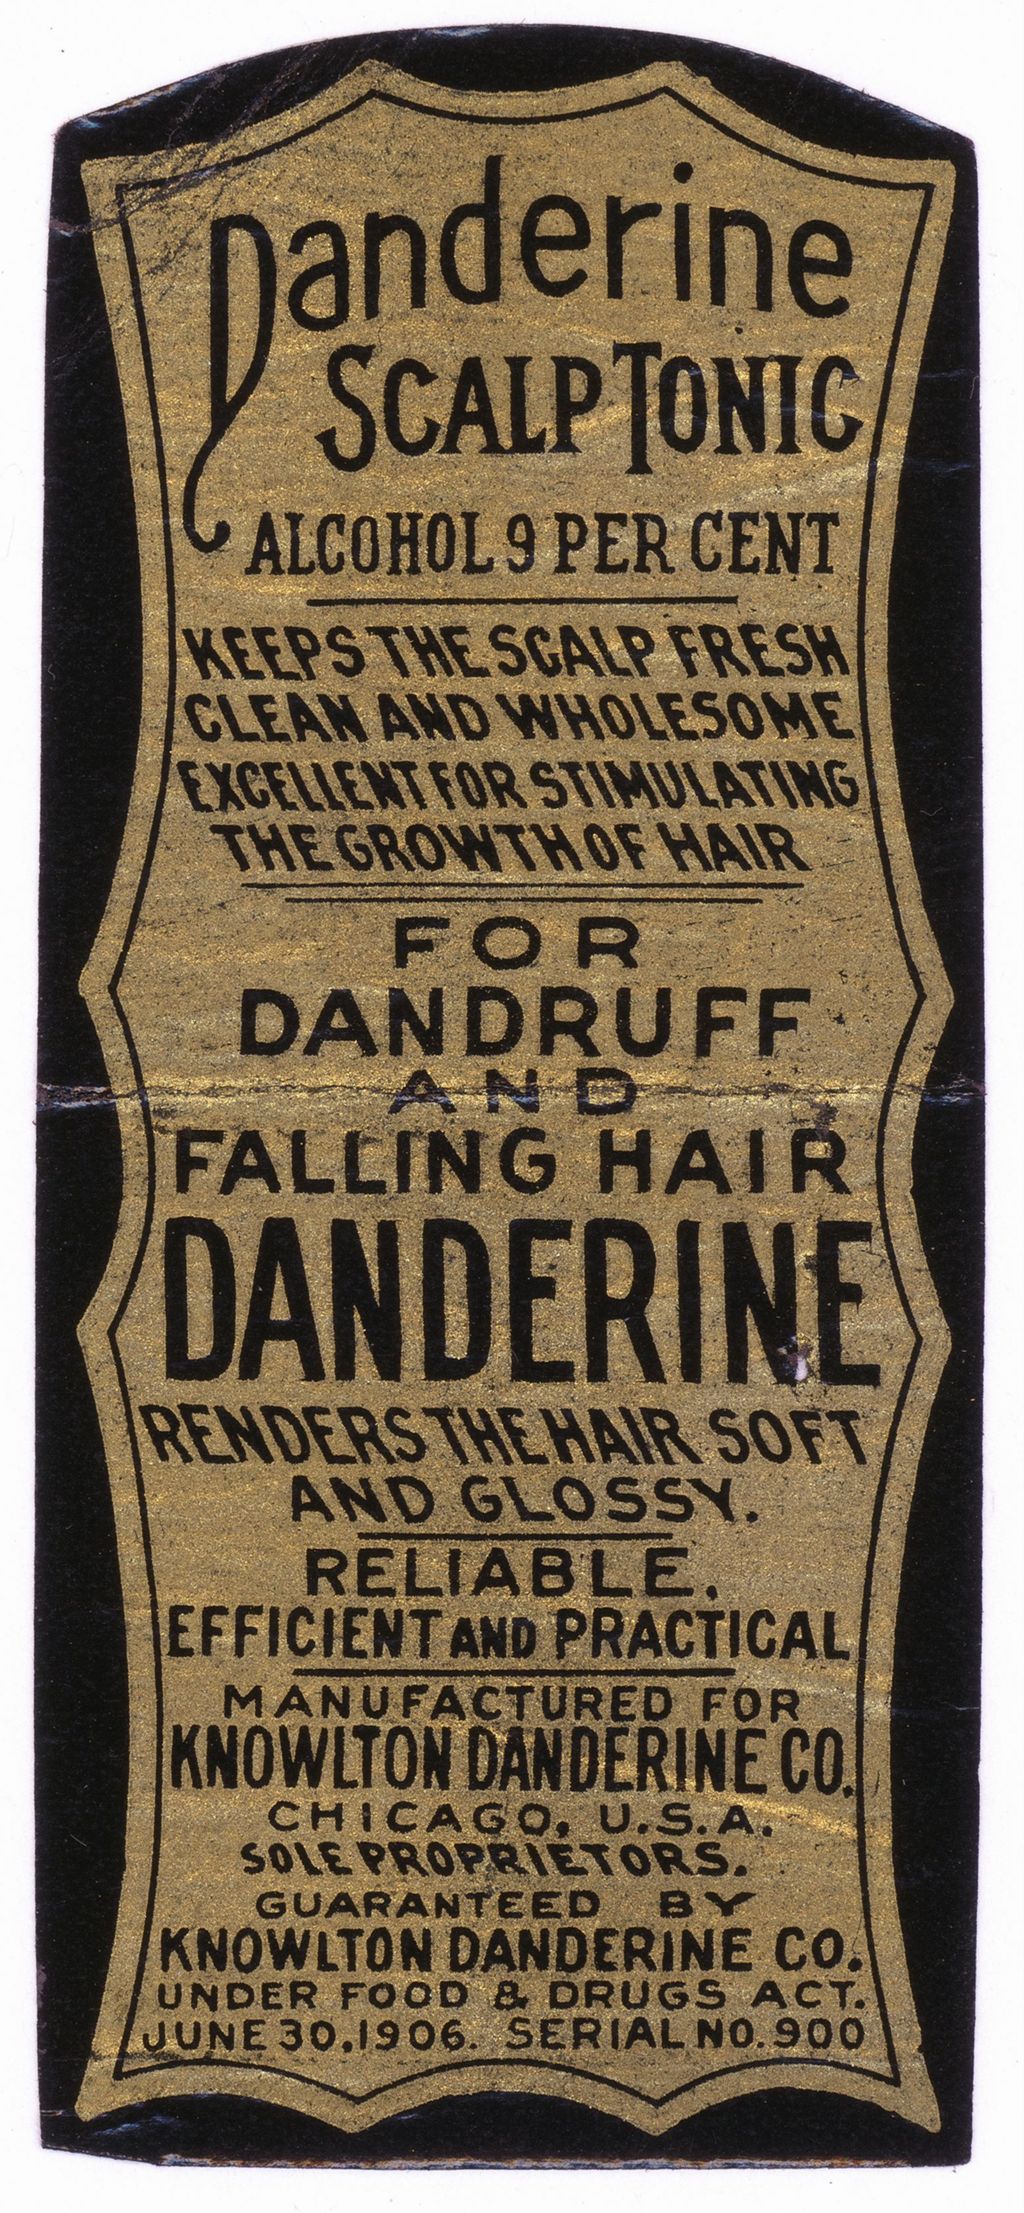 Danderine
SCALP TONIC
ALCOHOL 9 PER CENT
KEEPS THE SCALP FRESH
CLEAN AND WHOLESOME
EXCELLENT FOR STIMULATING
THE GROWTH OF HAIR
FOR
DANDRUFF
AND
FALLING HAIR
DANDERINE
RENDERS THE HAIR SOFT
AND GLOSSY.
RELIABLE,
EFFICIENT AND PRACTICAL
MANUFACTURED FOR
KNOWLTON DANDERINE CO.
CHICAGO, U.S.A.
SOLE PROPRIETORS.
GUARANTEED BY
KNOWLTON DANDERINE CO.
UNDER FOOD & DRUGS ACT.
JUNE 30, 1906. SERIAL NO. 900